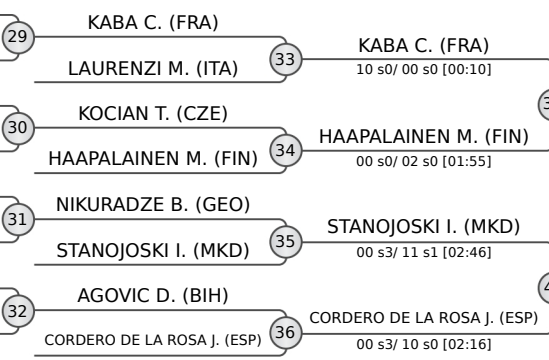 29
KABA C. (FRA)
LAURENZI M. (ITA)
33
KABA C. (FRA)
10 s0/ 00 s0 [00:10]
30
KOCIAN T. (CZE)
HAAPALAINEN M. (FIN)
34
HAAPALAINEN M. (FIN)
00 s0/ 02 s0 [01:55]
31
NIKURADZE B. (GEO)
STANOJOSKI I. (MKD)
35
STANOJOSKI I. (MKD)
00 s3/ 11 s1 [02:46]
32
AGOVIC D. (BIH)
CORDERO DE LA ROSA J. (ESP)
36
CORDERO DE LA ROSA J. (ESP)
00 s3/ 10 s0 [02:16]